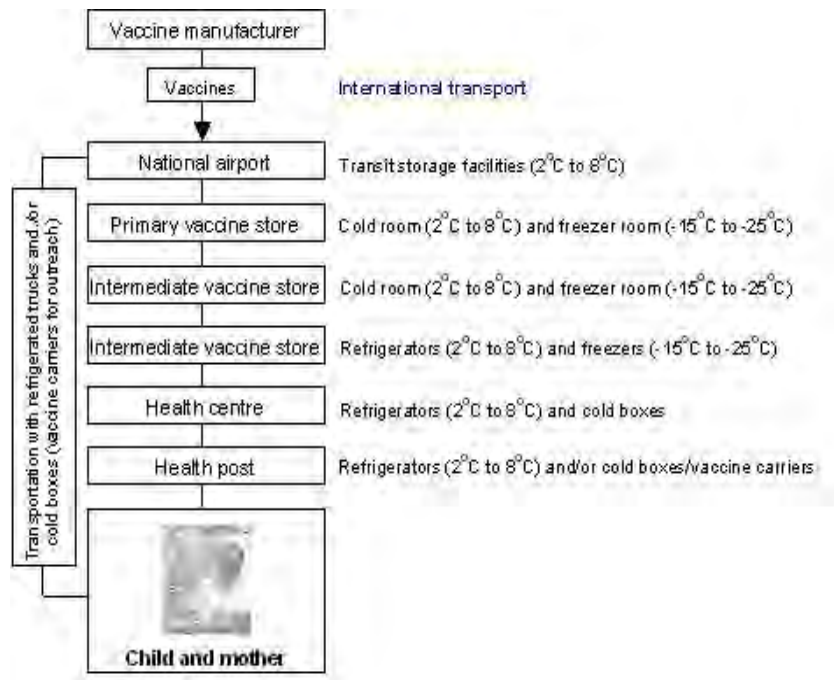 Vaccine manufacturer
Vaccines
International transport
National airport
Transit storage facilities (2°C to 8°C)
Primary vaccine store
Cold room (2°C to 8°C) and freezer room (-15°C to -25°C)
Intermediate vaccine store
Cold room (2°C to 8°C) and freezer room (-15°C to -25°C)
Intermediate vaccine store
Refrigerators (2°C to 8°C) and freezers (-15°C to -25°C)
Health centre
Refrigerators (2°C to 8°C) and cold boxes
Health post
Refrigerators (2°C to 8°C) and/or cold boxes/vaccine carriers
Child and mother
Transportation with refrigerated trucks and./or
cold boxes (vaccine carriers for outreach)